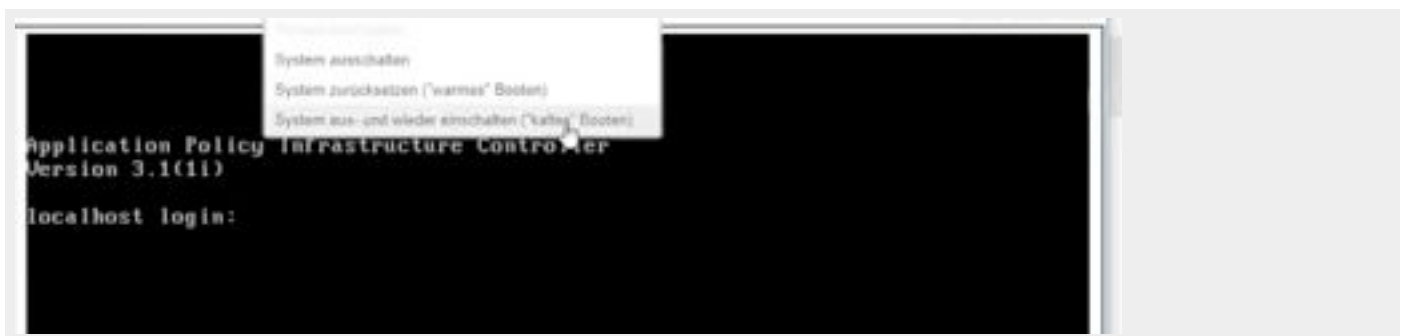 System ausschalten
System zurücksetzen ("warmes" Booten)
System aus- und wieder einschalten ("kaltes" Booten)
Application Policy Infrastructure Controller
Version 3.1(1i)
localhost login: